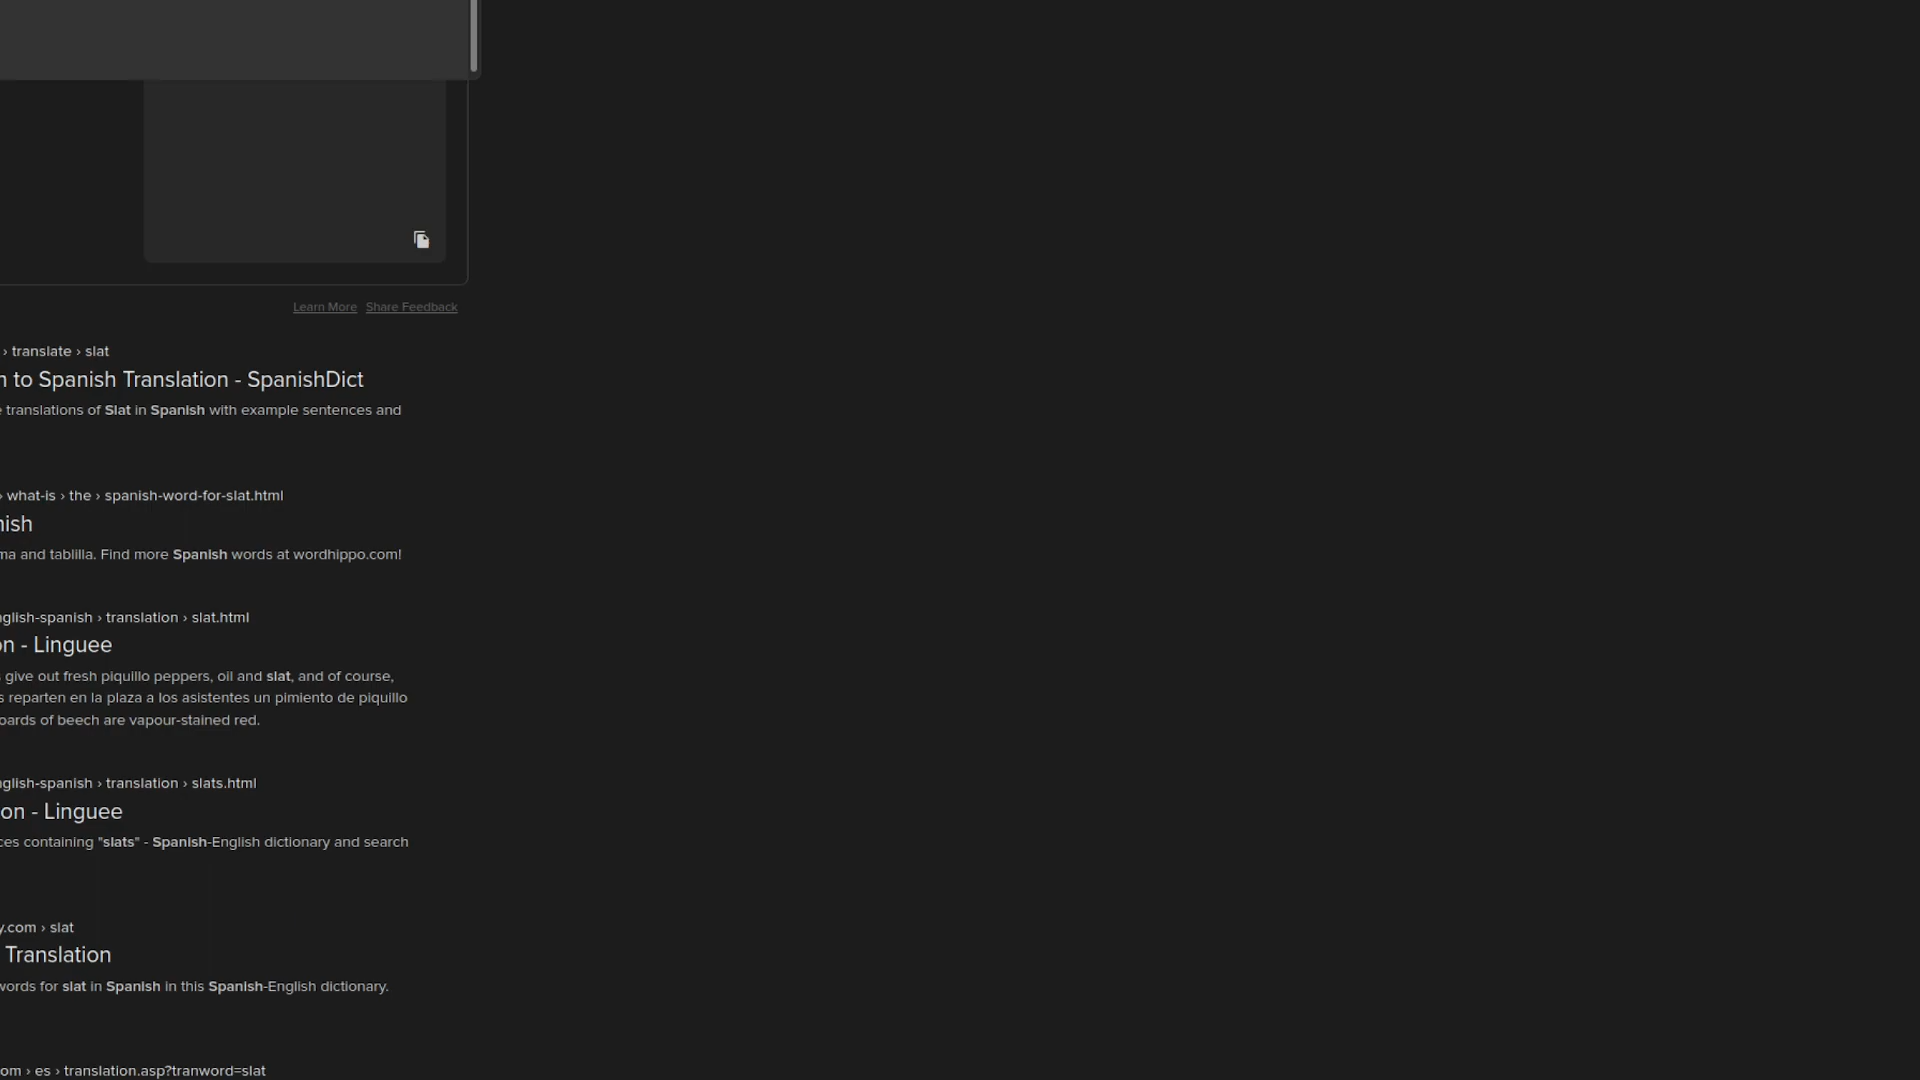 Learn More Share Feedback
› translate › slat
n to Spanish Translation - SpanishDict
e translations of Slat in Spanish with example sentences and
› what-is › the › spanish-word-for-slat.html
nish
ma and tablilla. Find more Spanish words at wordhippo.com!
nglish-spanish › translation › slat.html
on - Linguee
give out fresh piquillo peppers, oil and slat, and of course,
s reparten en la plaza a los asistentes un pimiento de piquillo
oards of beech are vapour-stained red.
nglish-spanish › translation › slats.html
on - Linguee
ces containing "slats" - Spanish-English dictionary and search
y.com › slat
Translation
words for slat in Spanish in this Spanish-English dictionary.
om › es › translation.asp?tranword=slat